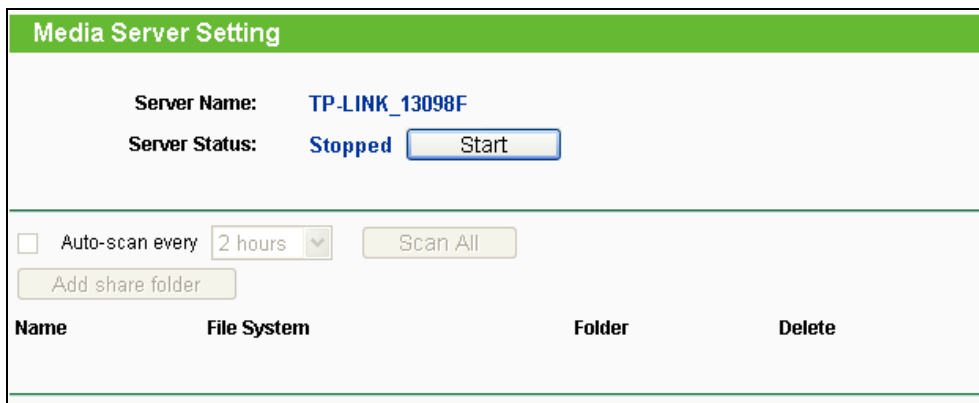 Media Server Setting
Server Name: TP-LINK_13098F
Server Status: Stopped Start
Auto-scan every 2 hours Scan All
Add share folder
Name File System Folder Delete